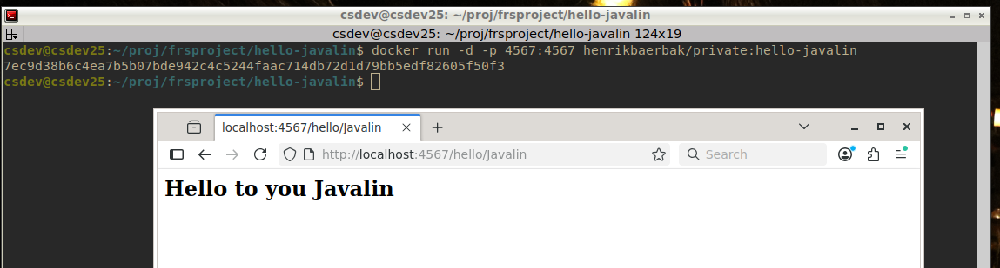 csdev@csdev25: ~/proj/frsproject/hello-javalin
csdev@csdev25: ~/proj/frsproject/hello-javalin 124x19
csdev@csdev25:~/proj/frsproject/hello-javalin$ docker run -d -p 4567:4567 henrikbaerbak/private:hello-javalin
7ec9d38b6c4ea7b5b07bde942c4c5244faac714db72d1d79bb5edf82605f50f3
csdev@csdev25:~/proj/frsproject/hello-javalin$
localhost:4567/hello/Javalin
http://localhost:4567/hello/Javalin
Search
Hello to you Javalin